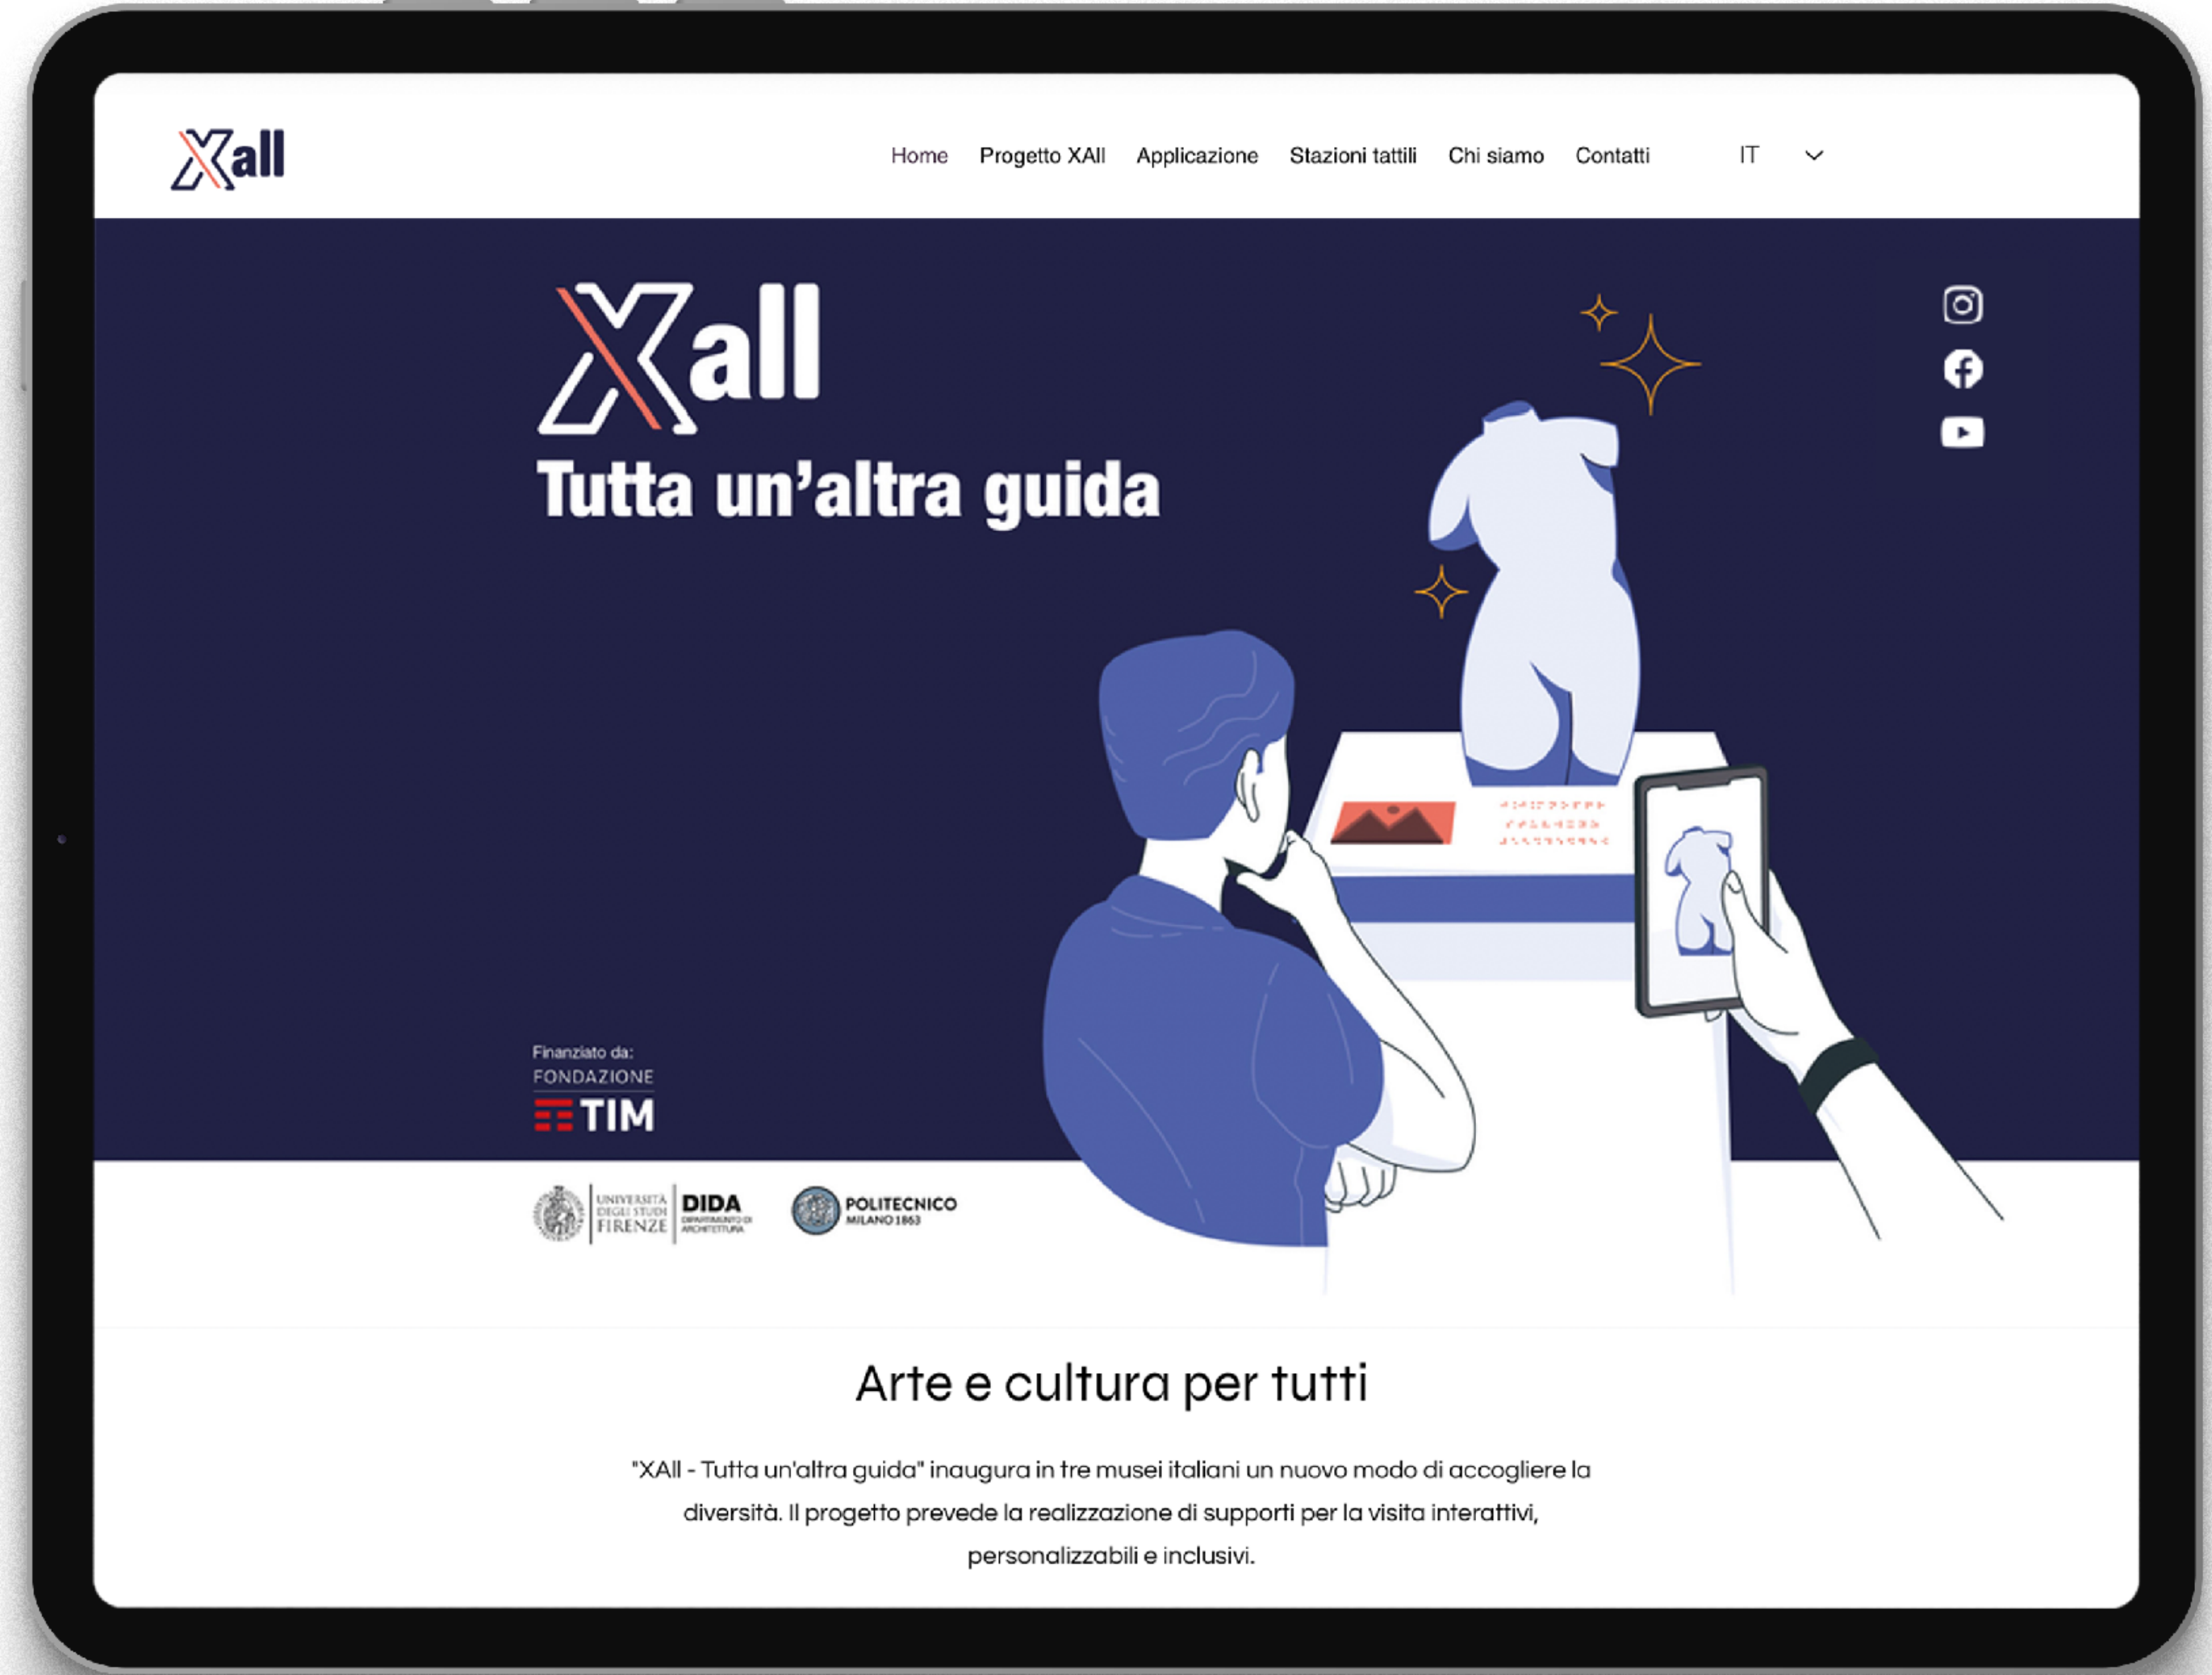 Xall
Home Progetto XAll Applicazione Stazioni tattili Chi siamo Contatti IT
Xall
Tutta un’altra guida
Finanziato da:
FONDAZIONE
TIM
UNIVERSITÀ
DEGLI STUDI
FIRENZE
DIDA
DIPARTIMENTO DI
ARCHITETTURA
POLITECNICO
MILANO 1863
Arte e cultura per tutti
"XAll - Tutta un'altra guida" inaugura in tre musei italiani un nuovo modo di accogliere la
diversità. Il progetto prevede la realizzazione di supporti per la visita interattivi,
personalizzabili e inclusivi.